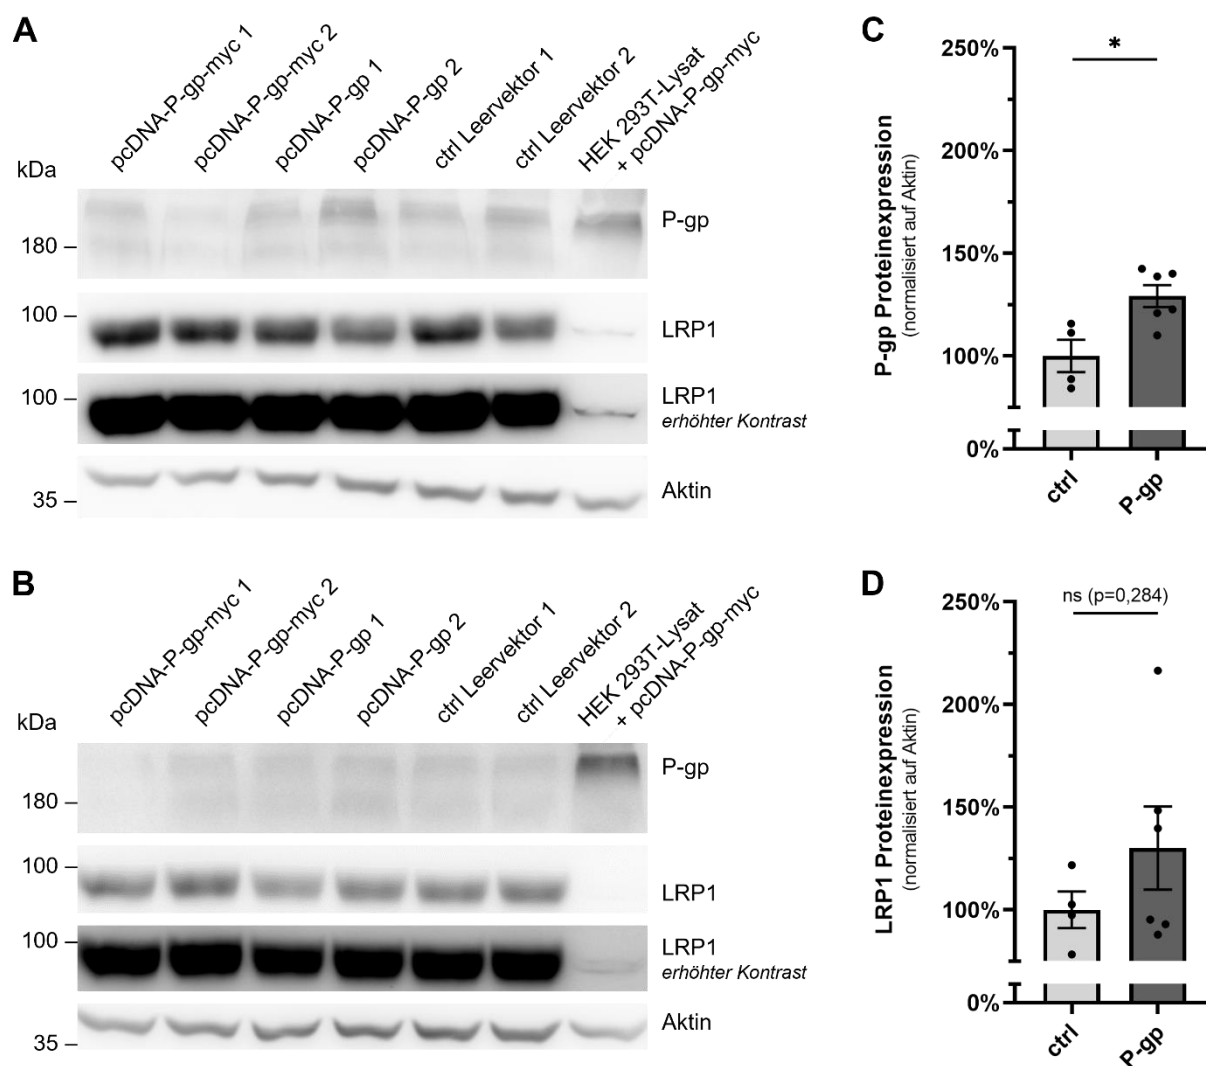 A
pcDNA-P-gp-myc 1
pcDNA-P-gp-myc 2
pcDNA-P-gp 1
pcDNA-P-gp 2
ctrl Leervektor 1
ctrl Leervektor 2
HEK 293T-Lysat
+ pcDNA-P-gp-myc
kDa
P-gp
180
100
LRP1
100
LRP1
erhöhter Kontrast
Aktin
35
B
pcDNA-P-gp-myc 1
pcDNA-P-gp-myc 2
pcDNA-P-gp 1
pcDNA-P-gp 2
ctrl Leervektor 1
ctrl Leervektor 2
HEK 293T-Lysat
+ pcDNA-P-gp-myc
kDa
P-gp
180
100
LRP1
100
LRP1
erhöhter Kontrast
Aktin
35
C
P-gp Proteinexpression
(normalisiert auf Aktin)
250%
200%
150%
100%
0%
*
ctrl
P-gp
D
LRP1 Proteinexpression
(normalisiert auf Aktin)
250%
200%
150%
100%
0%
ns (p=0,284)
ctrl
P-gp